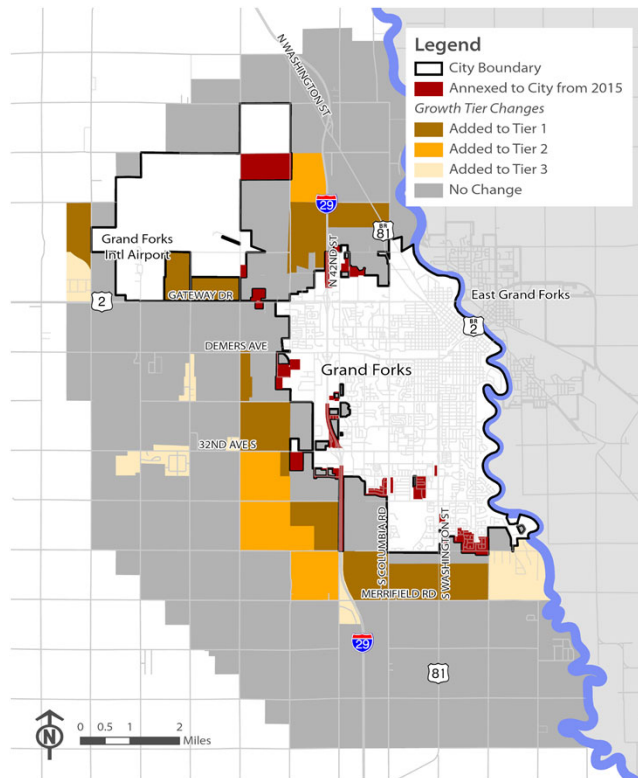 N WASHINGTON ST
Legend
City Boundary
Annexed to City from 2015
Growth Tier Changes
Added to Tier 1
Added to Tier 2
Added to Tier 3
No Change
29
BR
81
N 42ND ST
Grand Forks
Intl Airport
2
GATEWAY DR
East Grand Forks
BR
2
DEMERS AVE
Grand Forks
32ND AVE S
S COLUMBIA RD
S WASHINGTON ST
MERRIFIELD RD
29
81
N
0 0.5 1 2
Miles